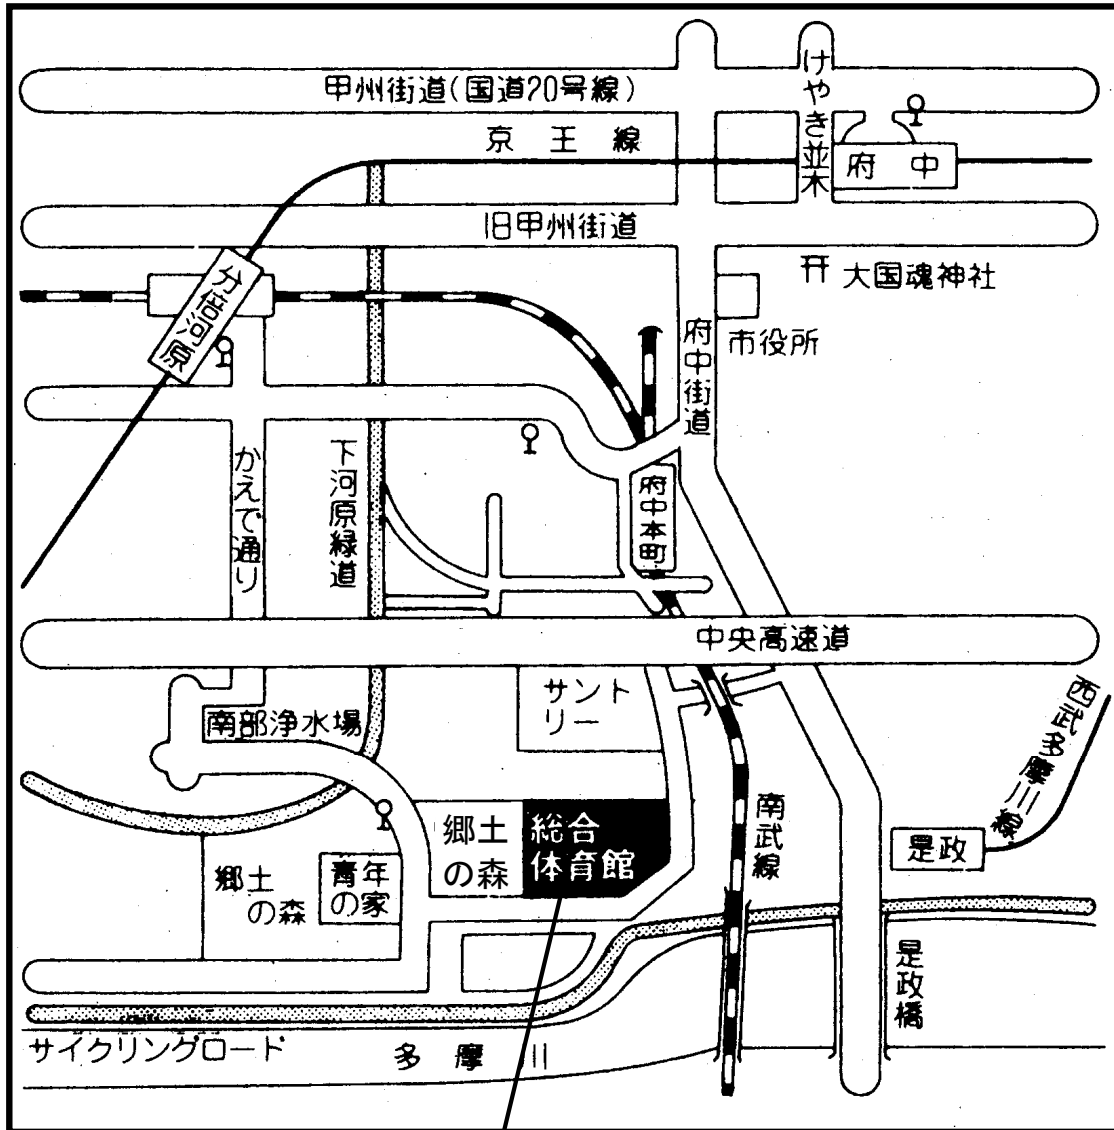 けやき並木
甲州街道(国道20号線)
京王線
府中
旧甲州街道
大国魂神社
分倍河原
市役所
府中街道
かえで通り
下河原緑道
府中本町
中央高速道
サント
リー
西武多摩川線
南部浄水場
南武線
郷土
の森
総合
体育館
是政
郷土
の森
青年
の家
是政橋
サイクリングロード
多摩川